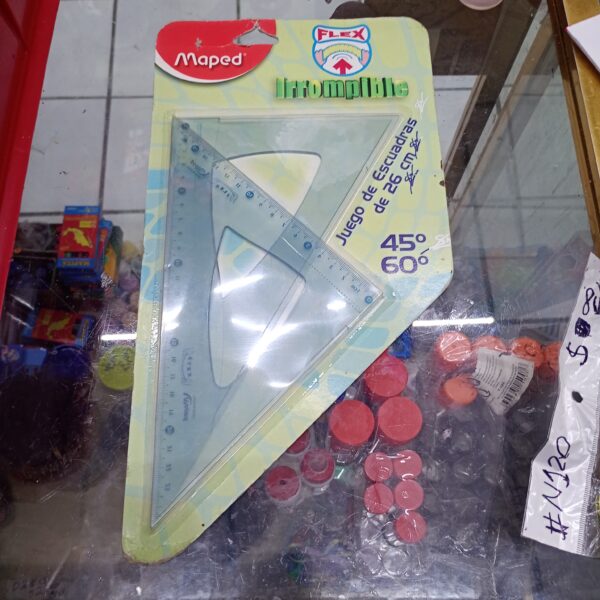 Maped
FLEX
Irrompible
Juego de Escuadras
de 26 cm
45°
60°
#N120